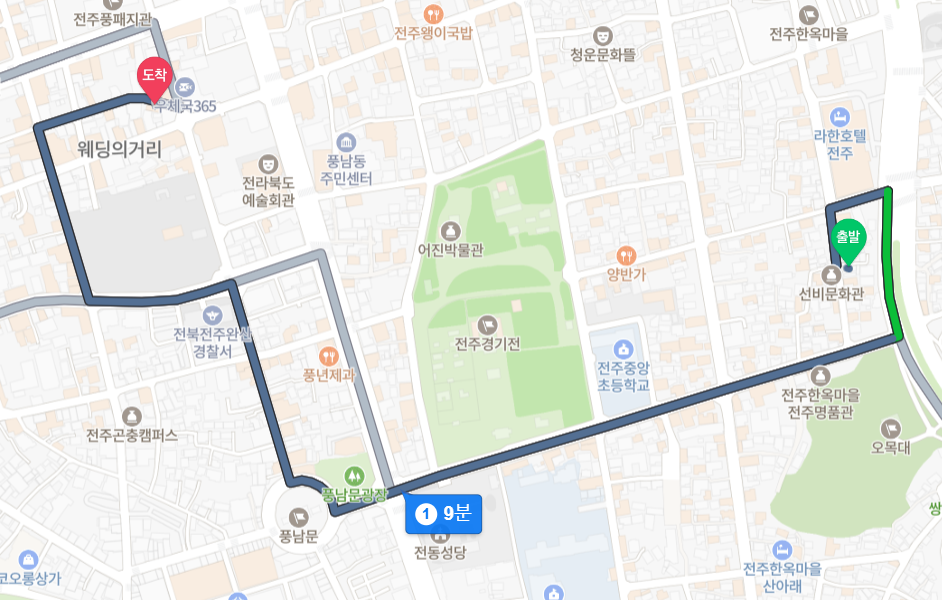 전주풍패지관
전주왱이국밥
청운문화뜰
전주한옥마을
도착
우체국365
라한호텔
전주
웨딩의거리
풍남동
주민센터
전라북도
예술회관
어진박물관
양반가
출발
선비문화관
전북전주완산
경찰서
전주경기전
풍년제과
전주중앙
초등학교
전주한옥마을
전주명품관
전주곤충캠퍼스
오목대
풍남문광장
1 9분
풍남문
전동성당
코오롱상가
전주한옥마을
산아래
쌍